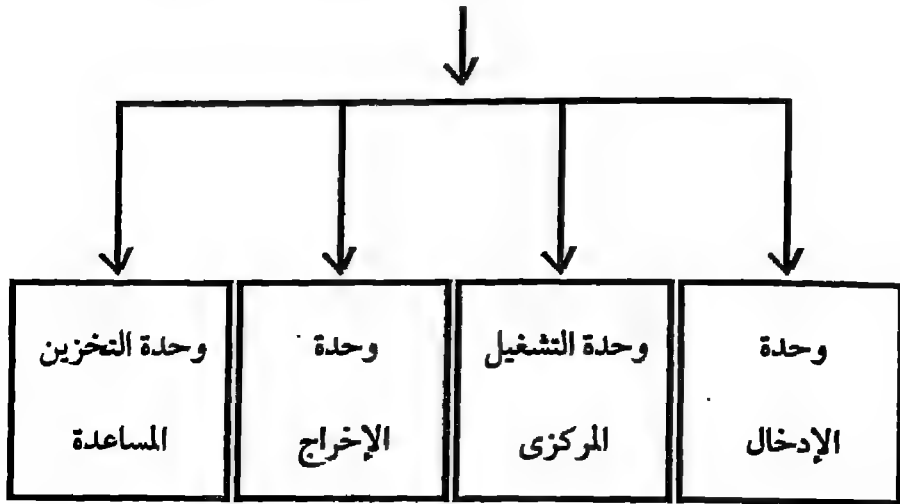 وحدة
الإدخال
وحدة التشغيل
المركزى
وحدة
الإخراج
وحدة التخزين
المساعدة